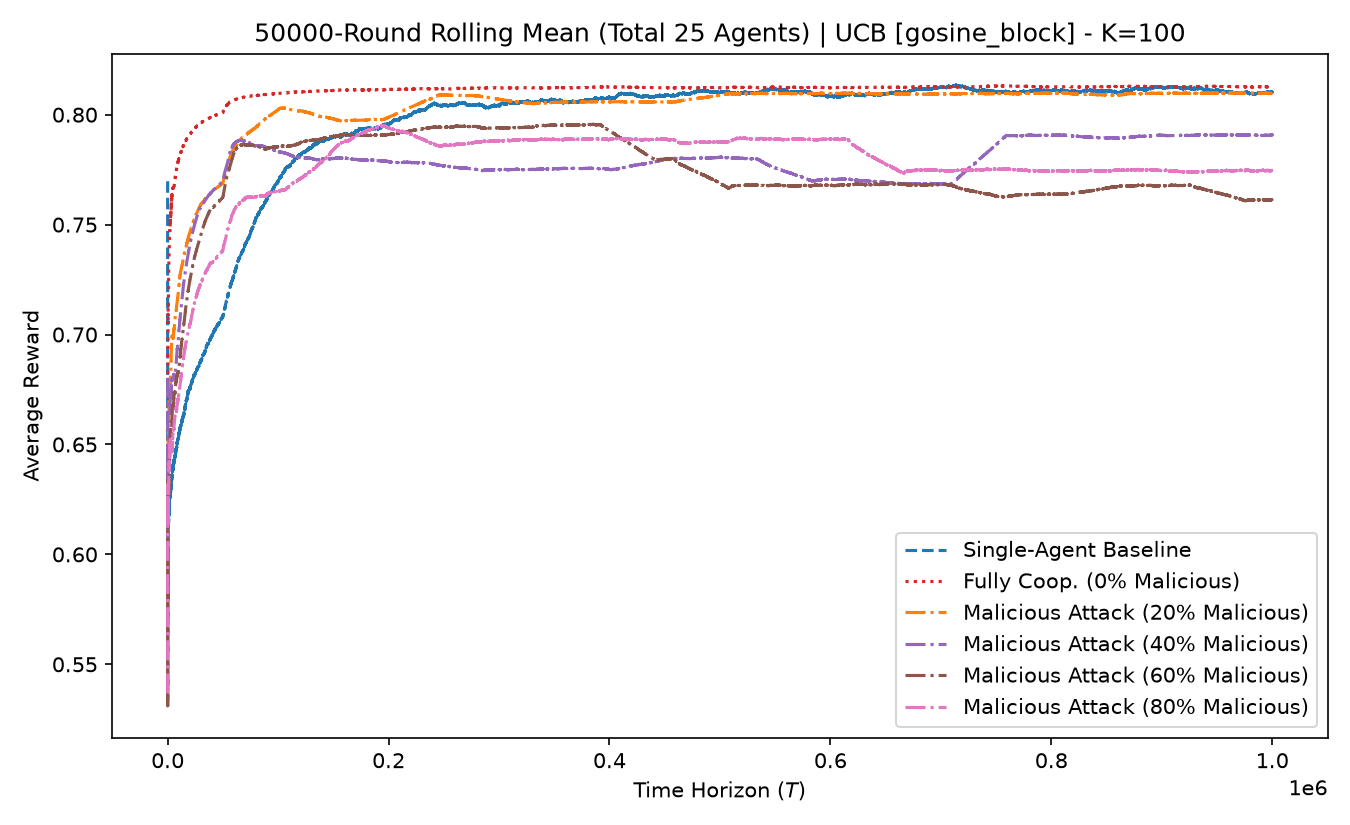 50000-Round Rolling Mean (Total 25 Agents) | UCB [gosine_block] - K=100
Average Reward
0.80
0.75
0.70
0.65
0.60
0.55
0.0
0.2
0.4
0.6
0.8
1.0
1e6
Time Horizon (T)
Single-Agent Baseline
Fully Coop. (0% Malicious)
Malicious Attack (20% Malicious)
Malicious Attack (40% Malicious)
Malicious Attack (60% Malicious)
Malicious Attack (80% Malicious)